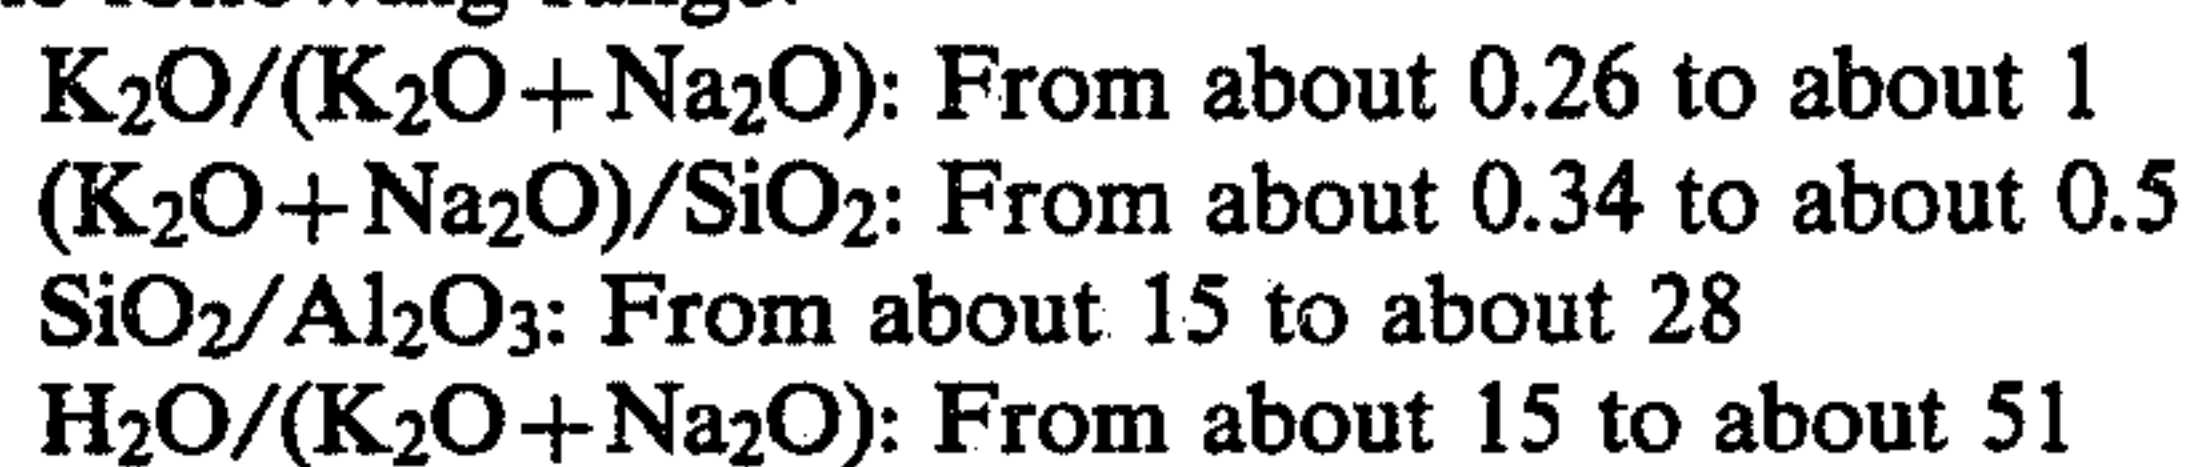 K₂O/(K₂O+Na₂O): From about 0.26 to about 1
(K₂O+Na₂O)/SiO₂: From about 0.34 to about 0.5
SiO₂/Al₂O₃: From about 15 to about 28
H₂O/(K₂O+Na₂O): From about 15 to about 51